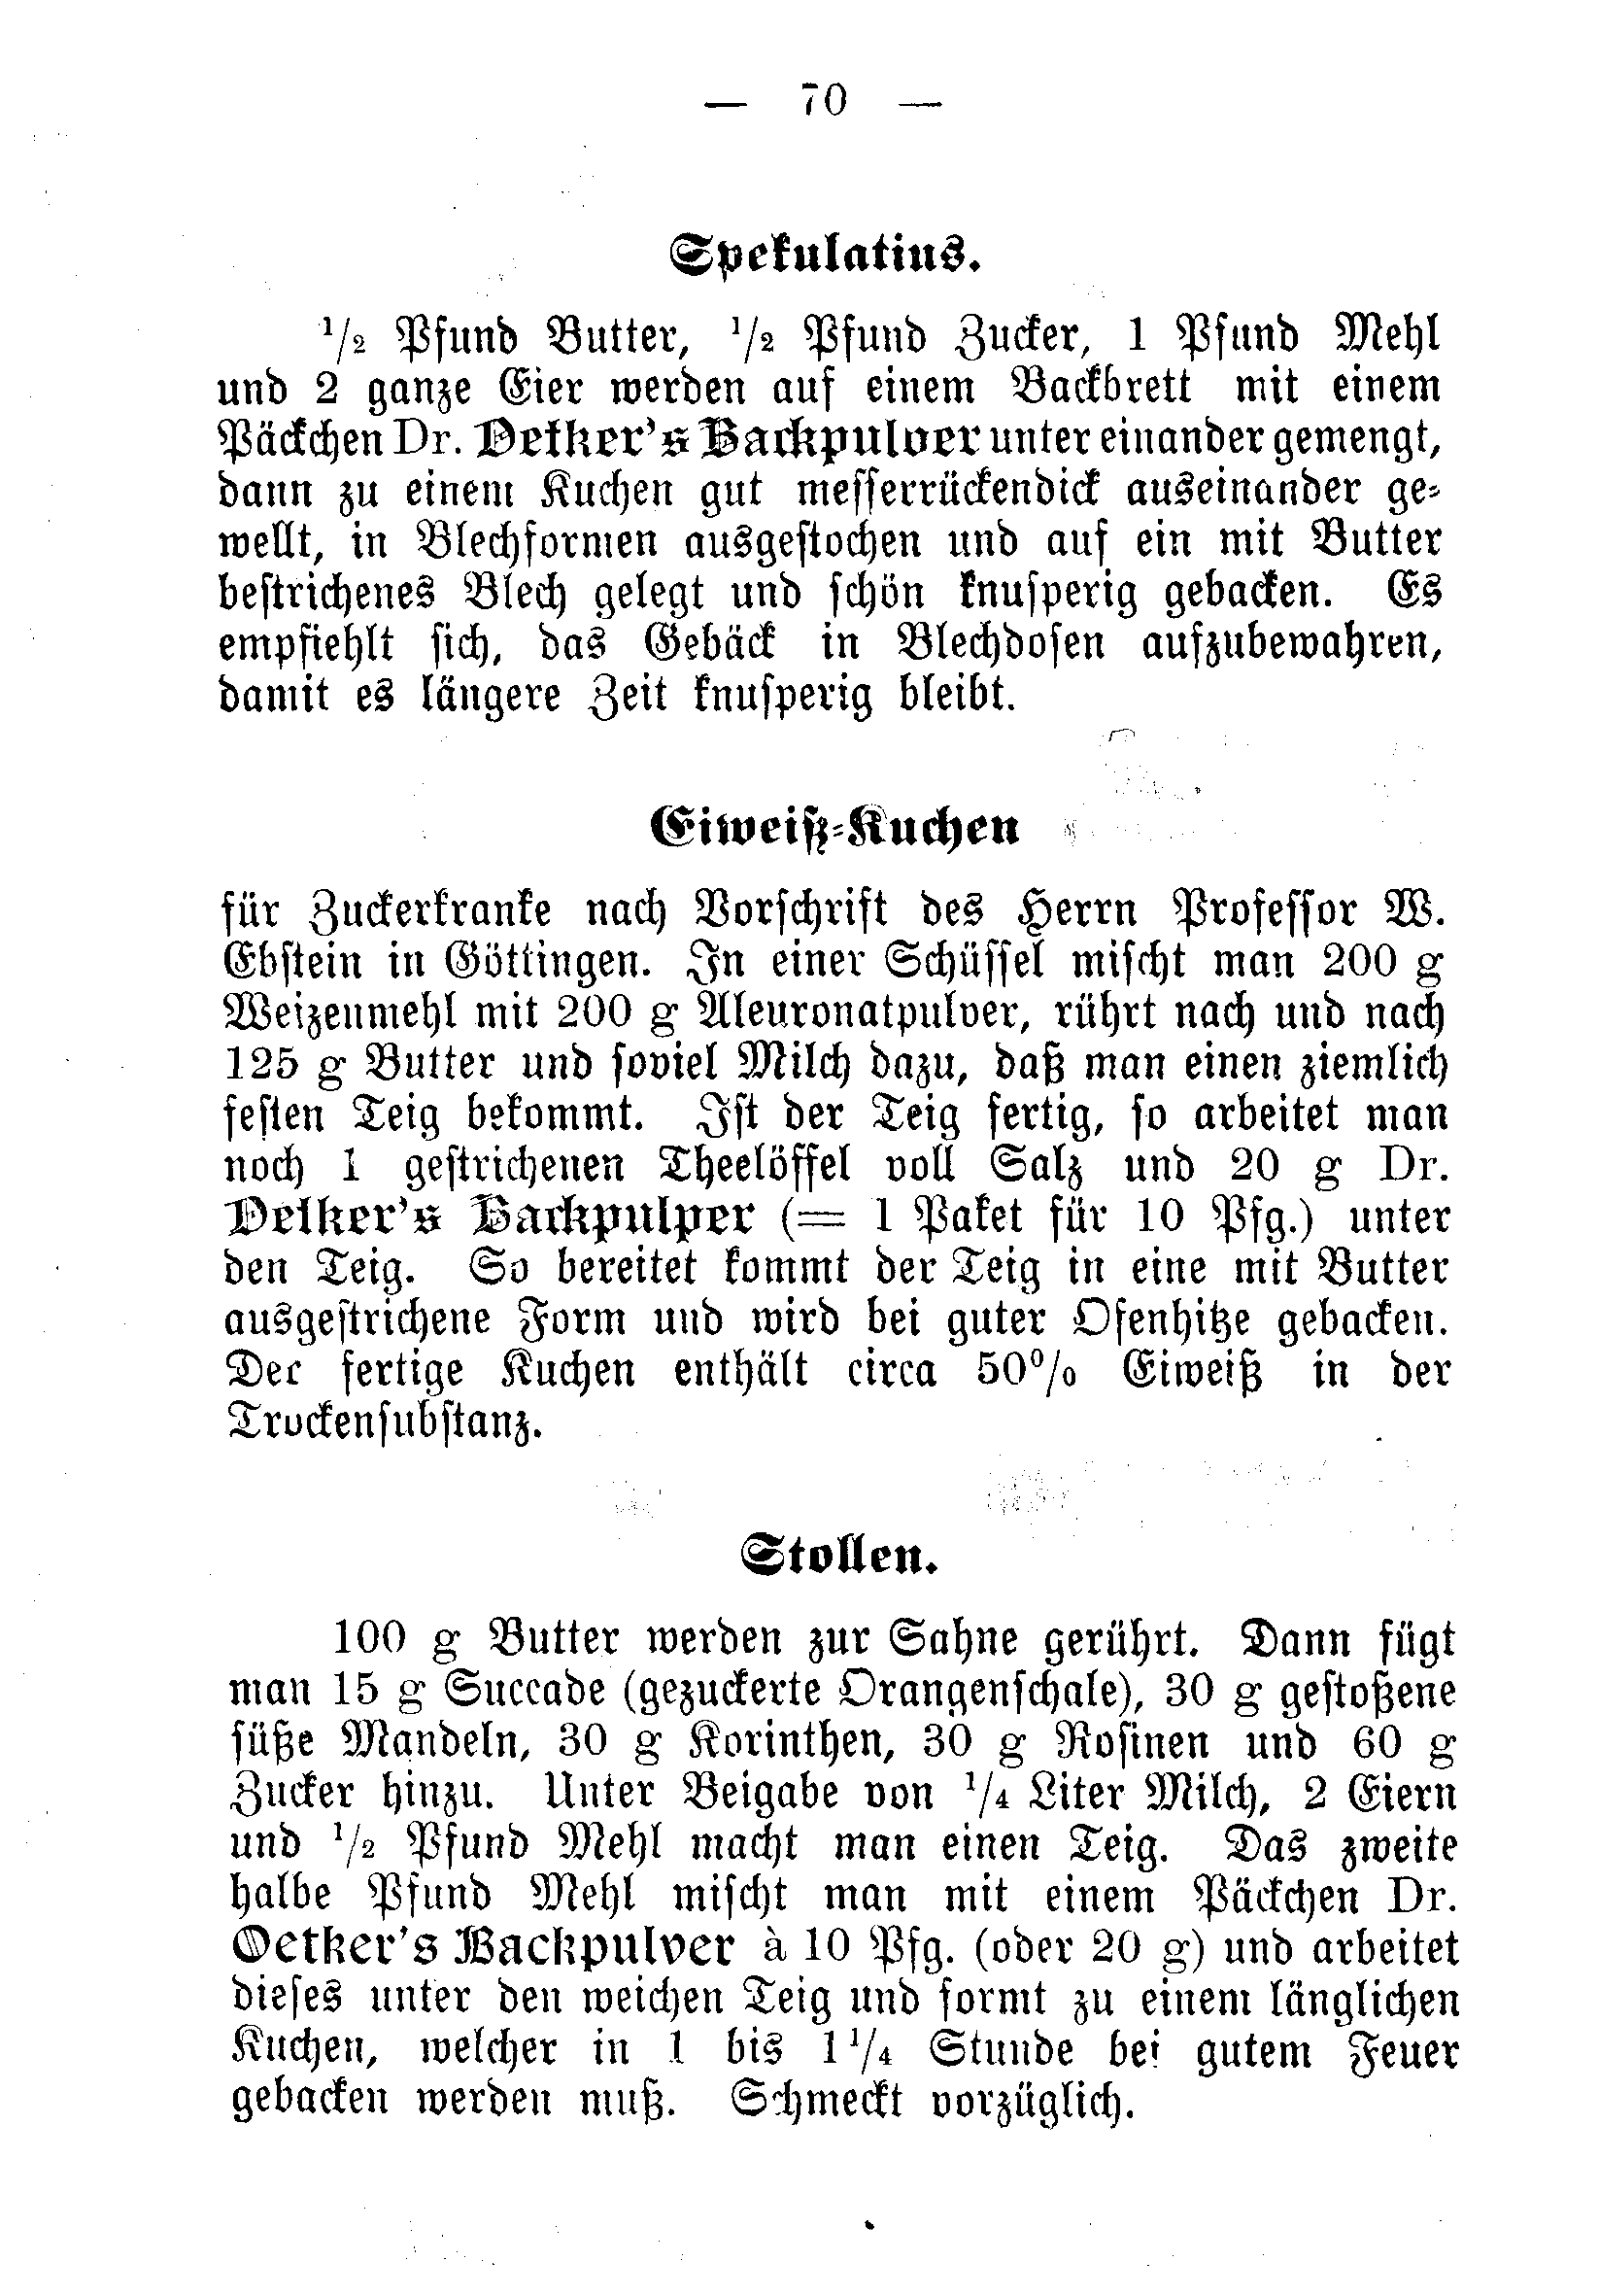 — 70 —
Spekulatius.
1/2 Pfund Butter, 1/2 Pfund Zucker, 1 Pfund Mehl
und 2 ganze Eier werden auf einem Backbrett mit einem
Päckchen Dr. Oetker's Backpulver unter einander gemengt,
dann zu einem Kuchen gut messerrückendick auseinander ge-
wellt, in Blechformen ausgestochen und auf ein mit Butter
bestrichenes Blech gelegt und schön knusperig gebacken. Es
empfiehlt sich, das Gebäck in Blechdosen aufzubewahren,
damit es längere Zeit knusperig bleibt.
Eiweiß-Kuchen
für Zuckerkranke nach Vorschrift des Herrn Professor W.
Ebstein in Göttingen. In einer Schüssel mischt man 200 g
Weizenmehl mit 200 g Aleuronatpulver, rührt nach und nach
125 g Butter und soviel Milch dazu, daß man einen ziemlich
festen Teig bekommt. Ist der Teig fertig, so arbeitet man
noch 1 gestrichenen Theelöffel voll Salz und 20 g Dr.
Oetker's Backpulver (= 1 Paket für 10 Pfg.) unter
den Teig. So bereitet kommt der Teig in eine mit Butter
ausgestrichene Form und wird bei guter Ofenhitze gebacken.
Der fertige Kuchen enthält circa 50% Eiweiß in der
Trockensubstanz.
Stollen.
100 g Butter werden zur Sahne gerührt. Dann fügt
man 15 g Succade (gezuckerte Orangenschale), 30 g gestoßene
süße Mandeln, 30 g Korinthen, 30 g Rosinen und 60 g
Zucker hinzu. Unter Beigabe von 1/4 Liter Milch, 2 Eiern
und 1/2 Pfund Mehl macht man einen Teig. Das zweite
halbe Pfund Mehl mischt man mit einem Päckchen Dr.
Oetker's Backpulver à 10 Pfg. (oder 20 g) und arbeitet
dieses unter den weichen Teig und formt zu einem länglichen
Kuchen, welcher in 1 bis 1 1/4 Stunde bei gutem Feuer
gebacken werden muß. Schmeckt vorzüglich.